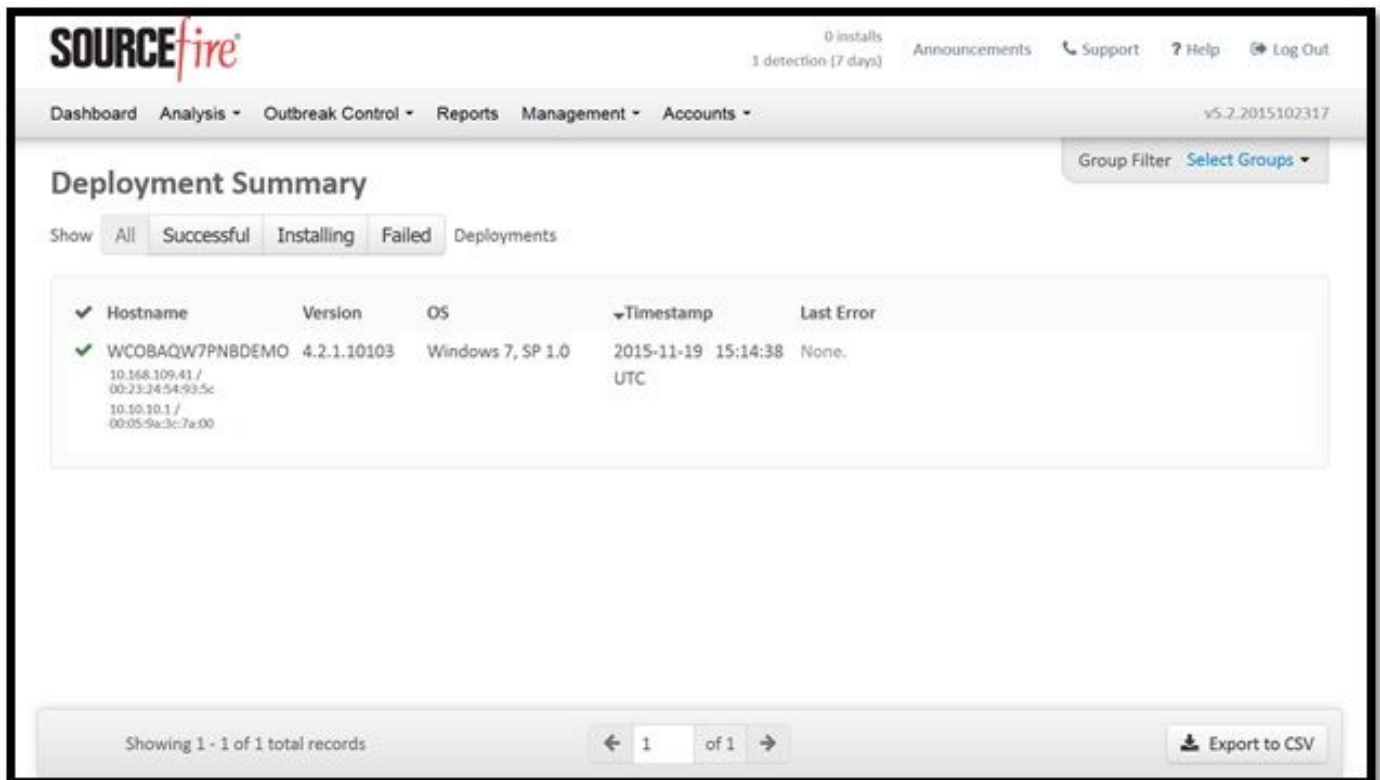 SOURCEfire®
0 installs
1 detection (7 days)
Announcements
Support
? Help
Log Out
Dashboard Analysis Outbreak Control Reports Management Accounts
v5.2.2015102317
Group Filter Select Groups
Deployment Summary
Show All Successful Installing Failed Deployments
Hostname Version OS Timestamp Last Error
WCOBAQW7PNBDEMO 4.2.1.10103 Windows 7, SP 1.0 2015-11-19 15:14:38 None.
UTC
10.168.109.41 /
00:23:24:54:93:5c
10.10.10.1 /
00:05:9a:3c:7a:00
Showing 1 - 1 of 1 total records
1 of 1
Export to CSV